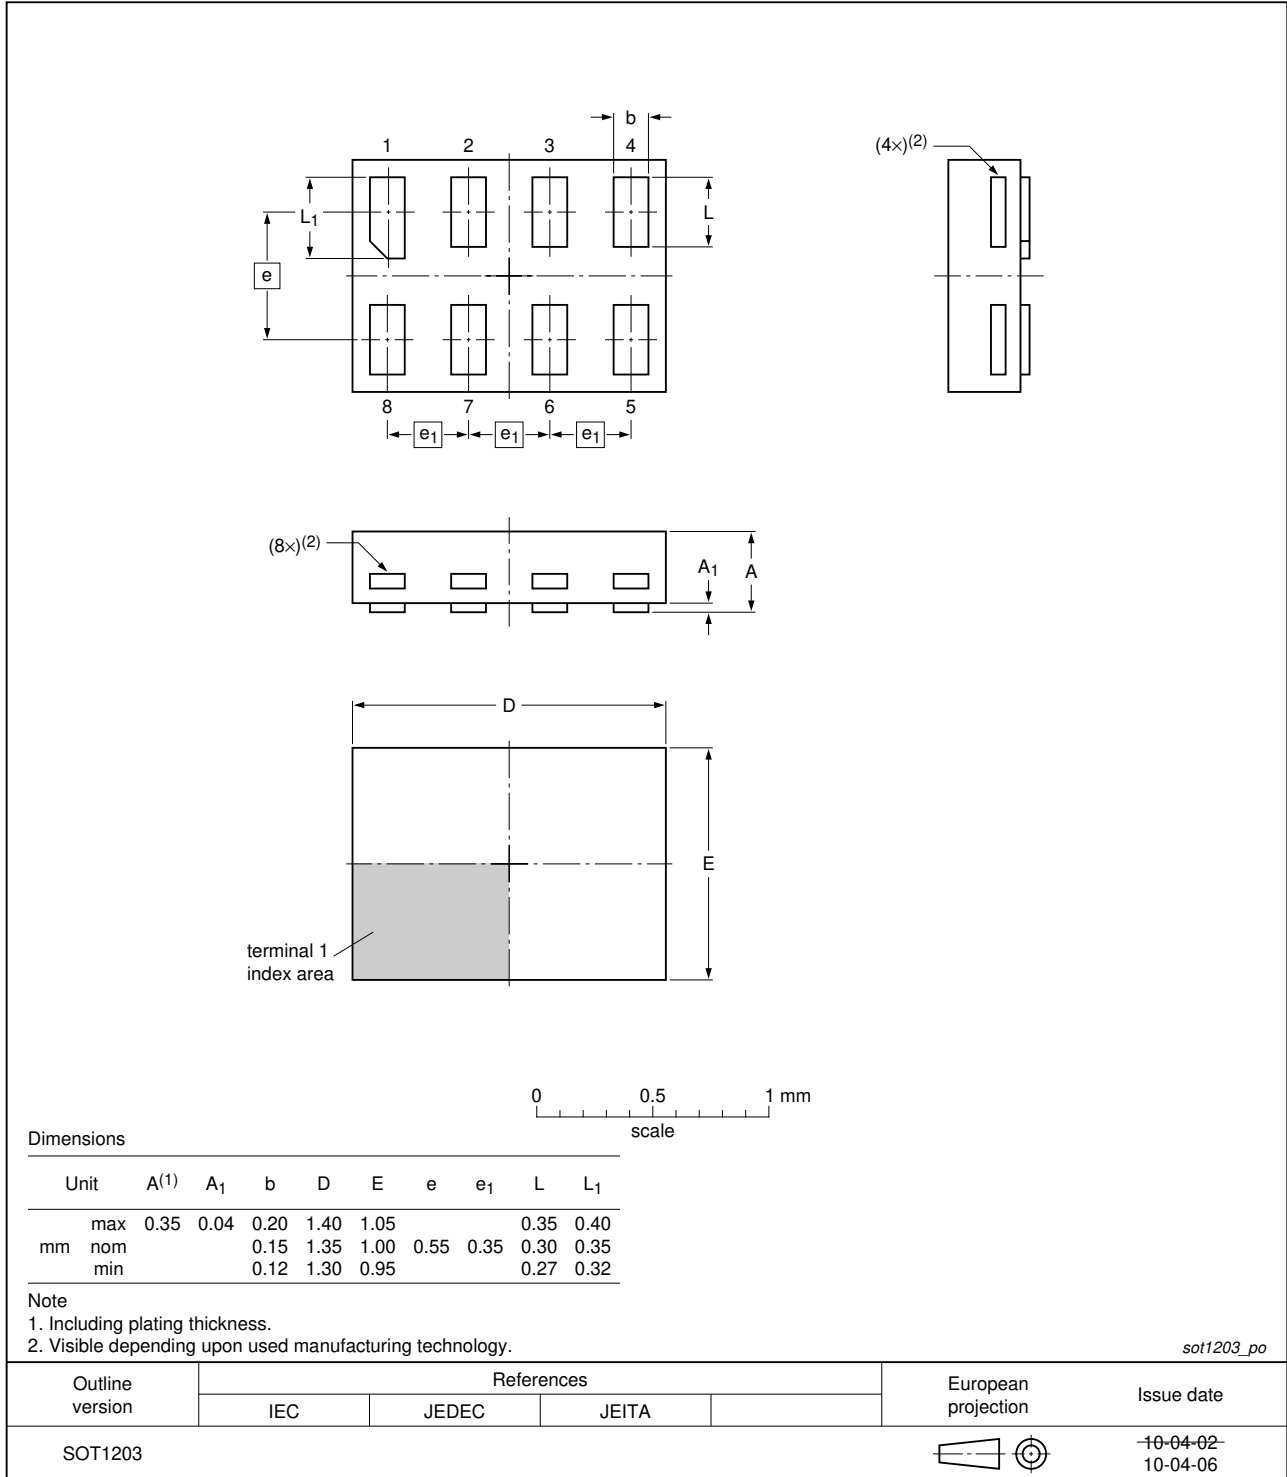 1 2 3 4
b
L1
L
e
8 7 6 5
e1 e1 e1
(4×)(2)
(8×)(2)
A1
A
D
E
terminal 1
index area
0 0.5 1 mm
scale
Dimensions
Unit A(1) A1 b D E e e1 L L1
max 0.35 0.04 0.20 1.40 1.05 0.35 0.40
mm nom 0.15 1.35 1.00 0.55 0.35 0.30 0.35
min 0.12 1.30 0.95 0.27 0.32
Note
1. Including plating thickness.
2. Visible depending upon used manufacturing technology.
sot1203_po
Outline version
References
IEC JEDEC JEITA
European projection
Issue date
SOT1203
10-04-02
10-04-06